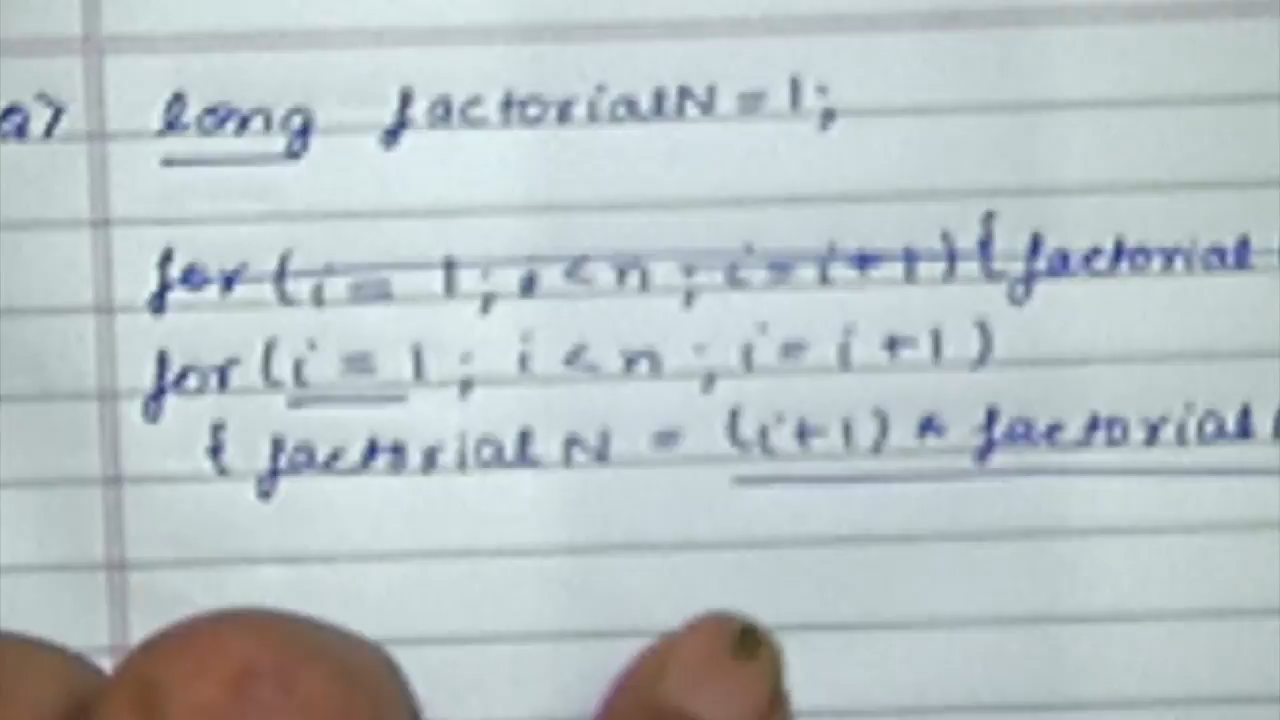 a) long factorialN = 1;
for (i = 1; i < n; i = i + 1) { factorial
for (i = 1; i < n; i = i + 1)
{ factorialN = (i+1) * factorial